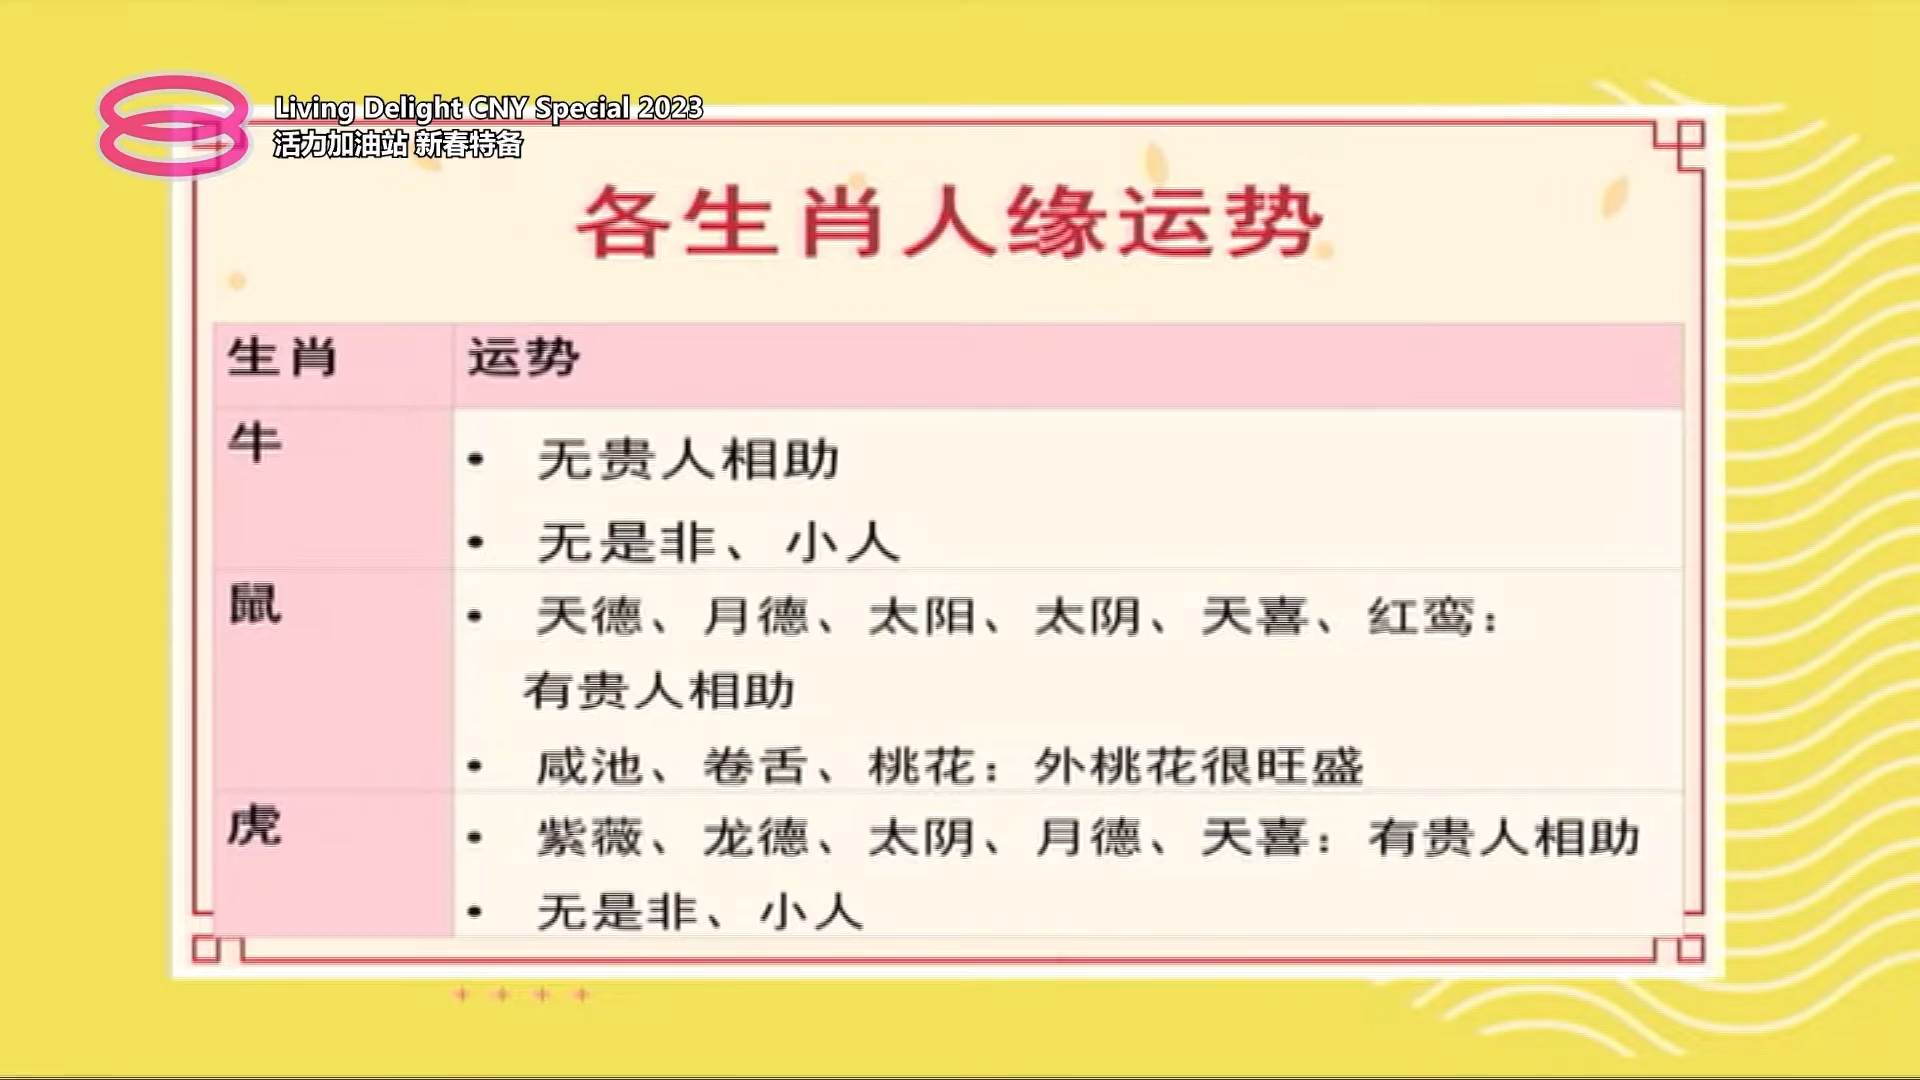 Living Delight CNY Special 2023
活力加油站 新春特备
各生肖人缘运势
生肖 运势
牛
• 无贵人相助
• 无是非、小人
鼠
• 天德、月德、太阳、太阴、天喜、红鸾：
有贵人相助
• 咸池、卷舌、桃花：外桃花很旺盛
虎
• 紫薇、龙德、太阴、月德、天喜：有贵人相助
• 无是非、小人